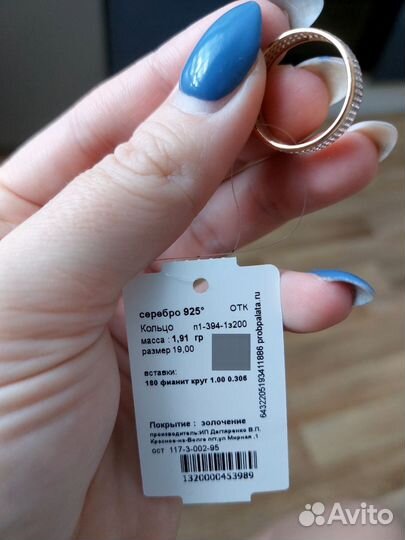 серебро 925° ОТК
Кольцо п1-394-1з200
масса : 1,91 гр
размер 19,00
вставки:
180 фианит круг 1.00 0.306
Покрытие : золочение
производитель:ИП Дегтяренко В.П.
Красное-на-Волге пгт,ул Мирная ,1
ОСТ 117-3-002-95
1320000453989
6432205193411886 probpalata.ru
Avito